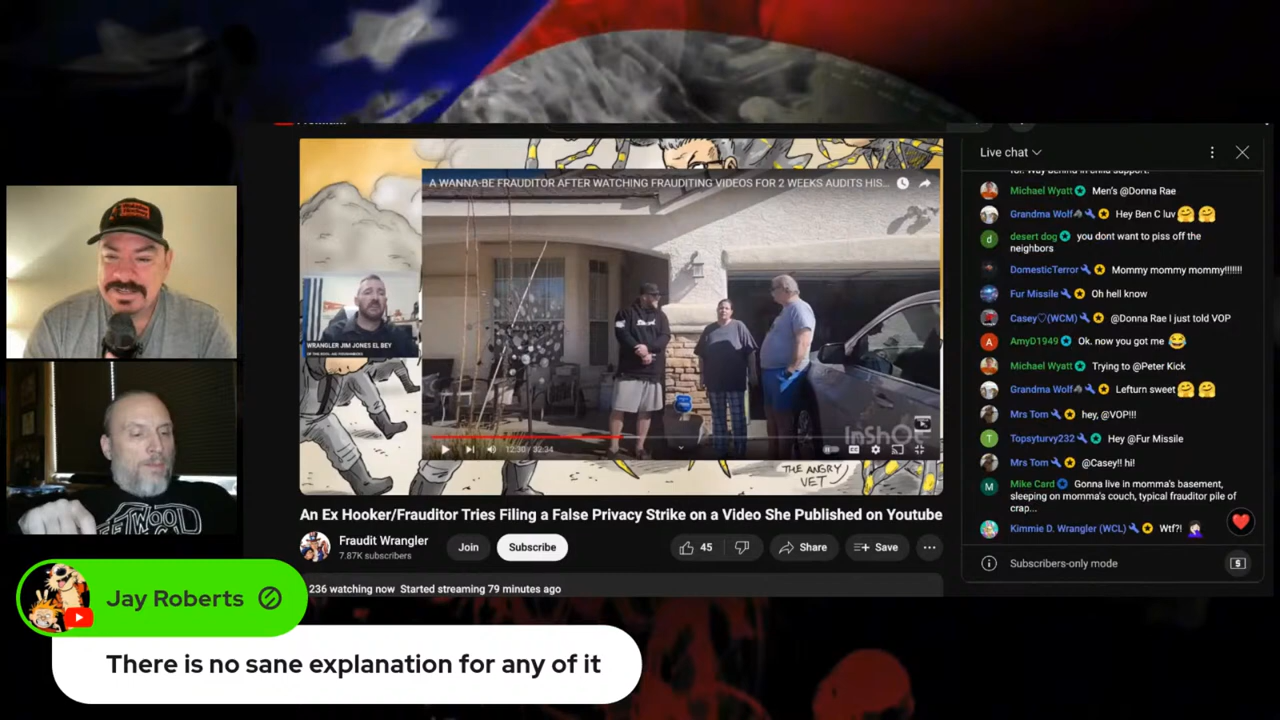 Live chat
Michael Wyatt Men's @Donna Rae
Grandma Wolf Hey Ben C luv
desert dog you dont want to piss off the
neighbors
DomesticTerror Mommy mommy mommy!!!!!!!
Fur Missile Oh hell know
Casey♡(WCM) @Donna Rae I just told VOP
AmyD1949 Ok. now you got me 😂
Michael Wyatt Trying to @Peter Kick
Grandma Wolf Lefturn sweet
Mrs Tom hey, @VOP!!!
Topsyturvy232 Hey @Fur Missile
Mrs Tom @Casey!! hi!
Mike Card Gonna live in momma's basement,
sleeping on momma's couch, typical frauditor pile of
crap...
Kimmie D. Wrangler (WCL) Wtf?!
Subscribers-only mode
A WANNA-BE FRAUDITOR AFTER WATCHING FRAUDITING VIDEOS FOR 2 WEEKS AUDITS HIS...
WRANGLER JIM JONES EL BEY
12:30 / 32:34
InShOt
THE ANGRY
VET
An Ex Hooker/Frauditor Tries Filing a False Privacy Strike on a Video She Published on Youtube
Fraudit Wrangler
7.87K subscribers
Join
Subscribe
45
Share
Save
236 watching now Started streaming 79 minutes ago
Jay Roberts
There is no sane explanation for any of it